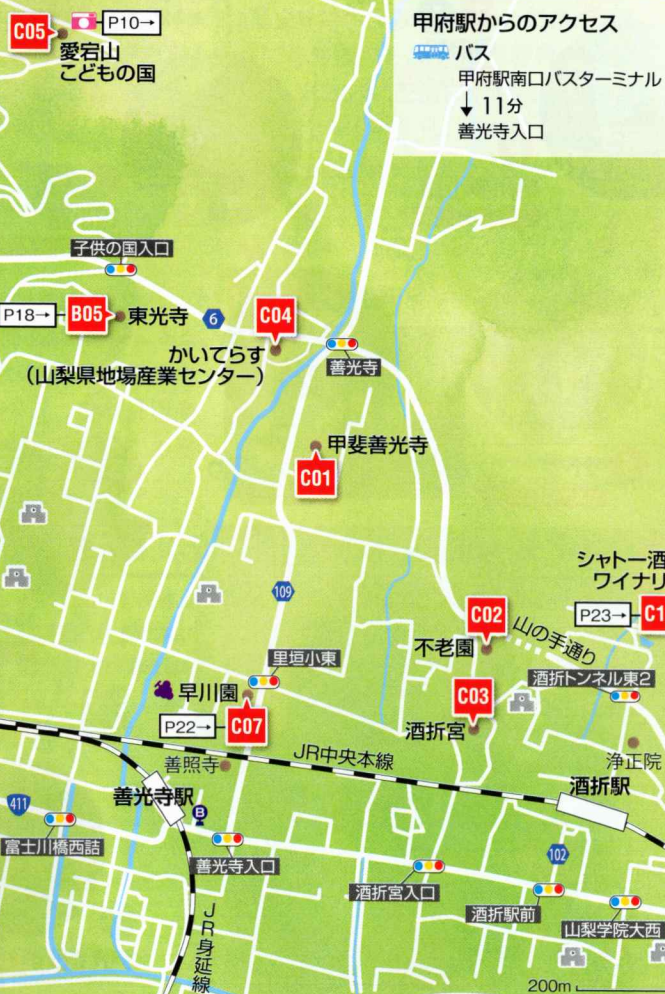 甲府駅からのアクセス
バス
甲府駅南口バスターミナル
↓ 11分
善光寺入口
C05
P10→
愛宕山
こどもの国
子供の国入口
P18→
B05
東光寺
6
C04
かいてらす
(山梨県地場産業センター)
善光寺
甲斐善光寺
C01
109
シャトー酒
ワイナリ
P23→
C1
C02
不老園
山の手通り
里垣小東
酒折トンネル東2
早川園
C03
P22→
C07
酒折宮
JR中央本線
浄正院
善照寺
善光寺駅
酒折駅
411
B
富士川橋西詰
善光寺入口
102
酒折宮入口
酒折駅前
山梨学院大西
JR身延線
200m